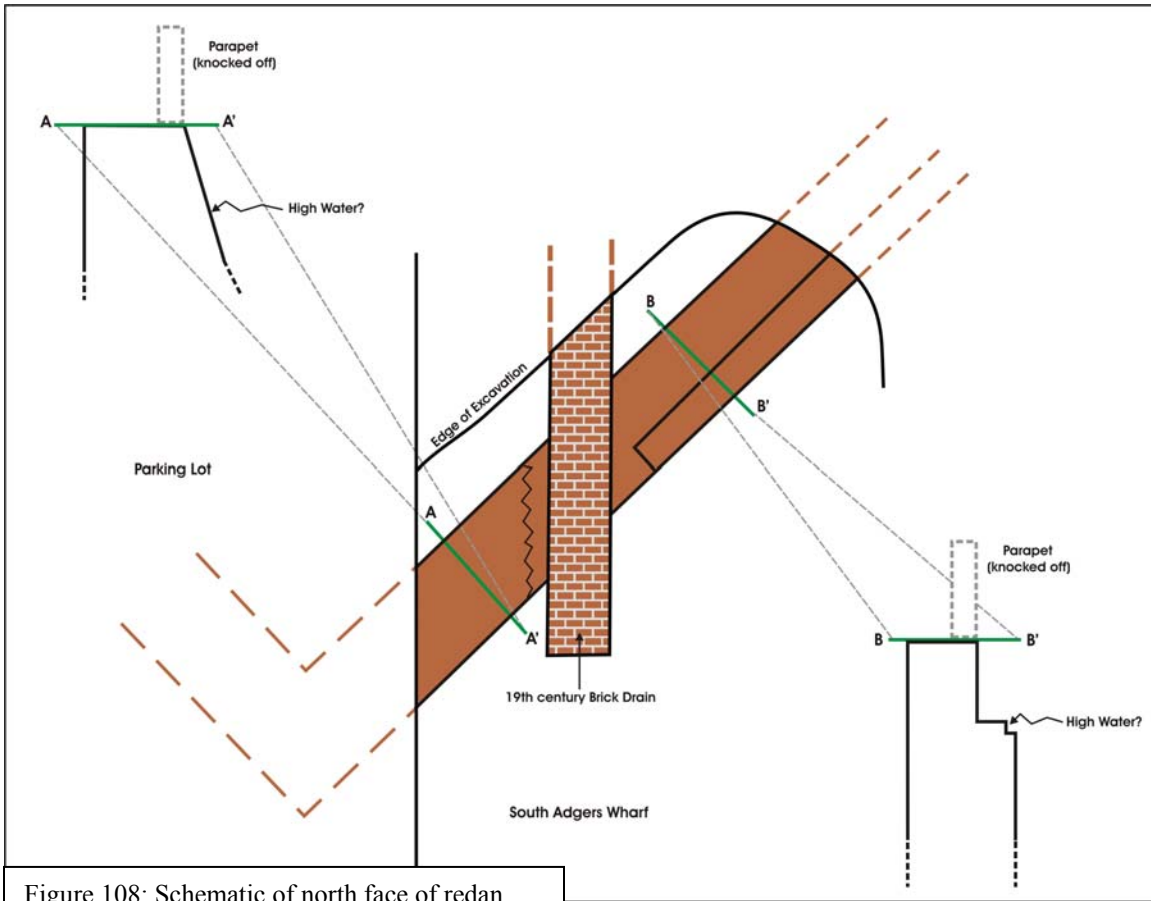 Parapet
(knocked off)
A
A'
High Water?
B
Edge of Excavation
B'
Parking Lot
A
Parapet
(knocked off)
A'
B
B'
19th century Brick Drain
High Water?
South Adgers Wharf
Figure 108: Schematic of north face of redan